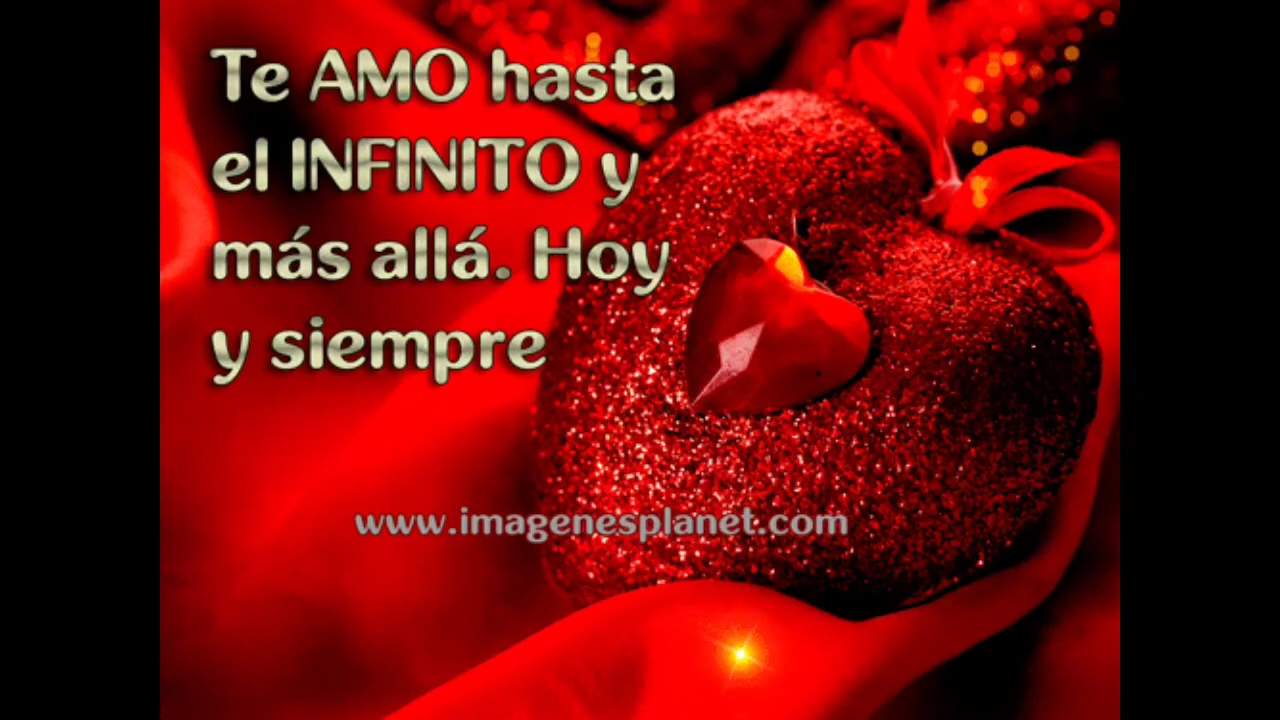 Te AMO hasta
el INFINITO y
más allá. Hoy
y siempre
www.imagenesplanet.com